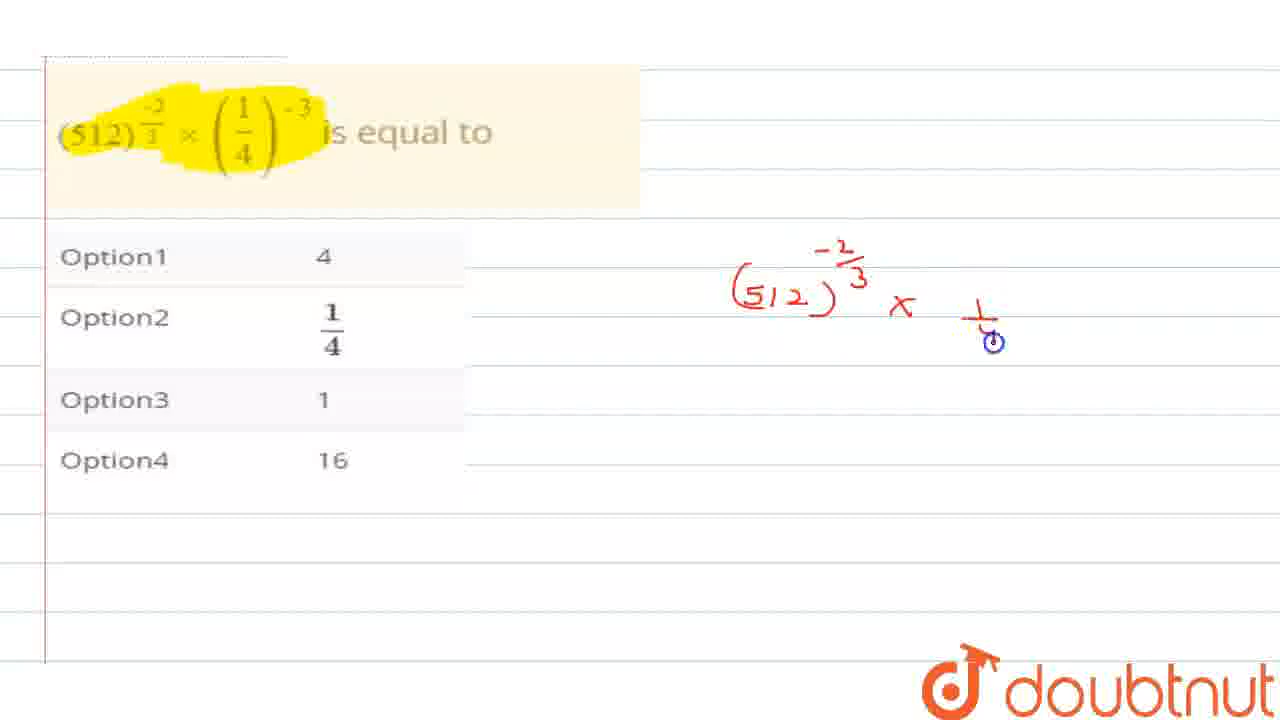 (512)^(-2/3) × (1/4)^(-3) is equal to
Option1 4
Option2 1/4
Option3 1
Option4 16
(512)^(-2/3) × 1/4
doubtnut